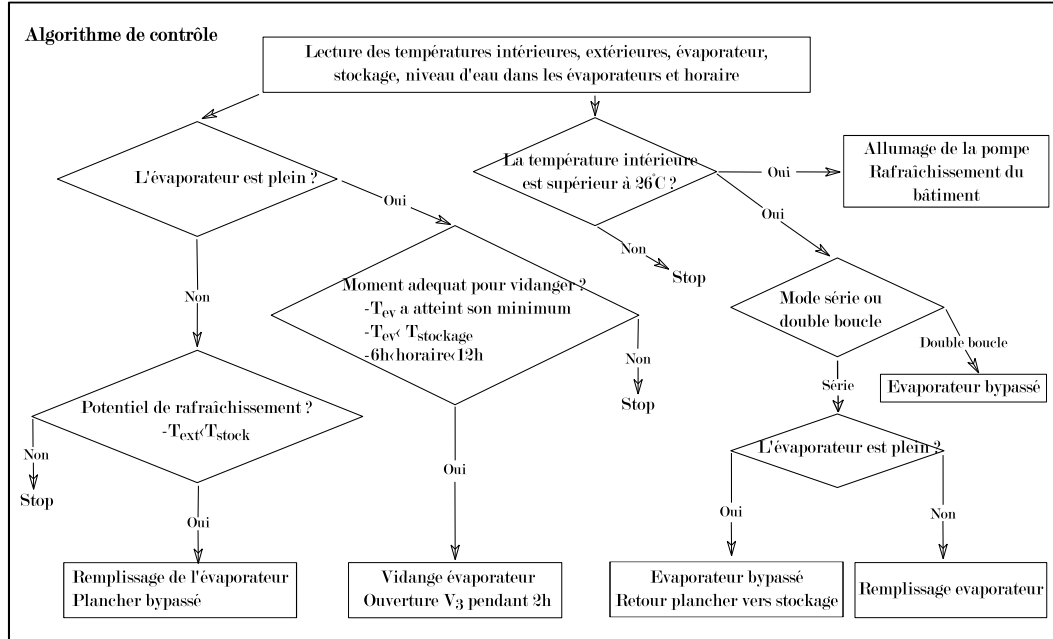 Algorithme de contrôle
Lecture des températures intérieures, extérieures, évaporateur,
stockage, niveau d'eau dans les évaporateurs et horaire
L'évaporateur est plein ?
Oui
Non
La température intérieure
est supérieur à 26°C ?
Oui
Allumage de la pompe
Rafraîchissement du
bâtiment
Oui
Non
Stop
Moment adequat pour vidanger ?
-Tev a atteint son minimum
-Tev< Tstockage
-6h<horaire<12h
Non
Stop
Oui
Mode série ou
double boucle
Double boucle
Evaporateur bypassé
Série
Potentiel de rafraîchissement ?
-Text<Tstock
Non
Stop
Oui
L'évaporateur est plein ?
Oui
Non
Remplissage de l'évaporateur
Plancher bypassé
Vidange évaporateur
Ouverture V3 pendant 2h
Evaporateur bypassé
Retour plancher vers stockage
Remplissage evaporateur